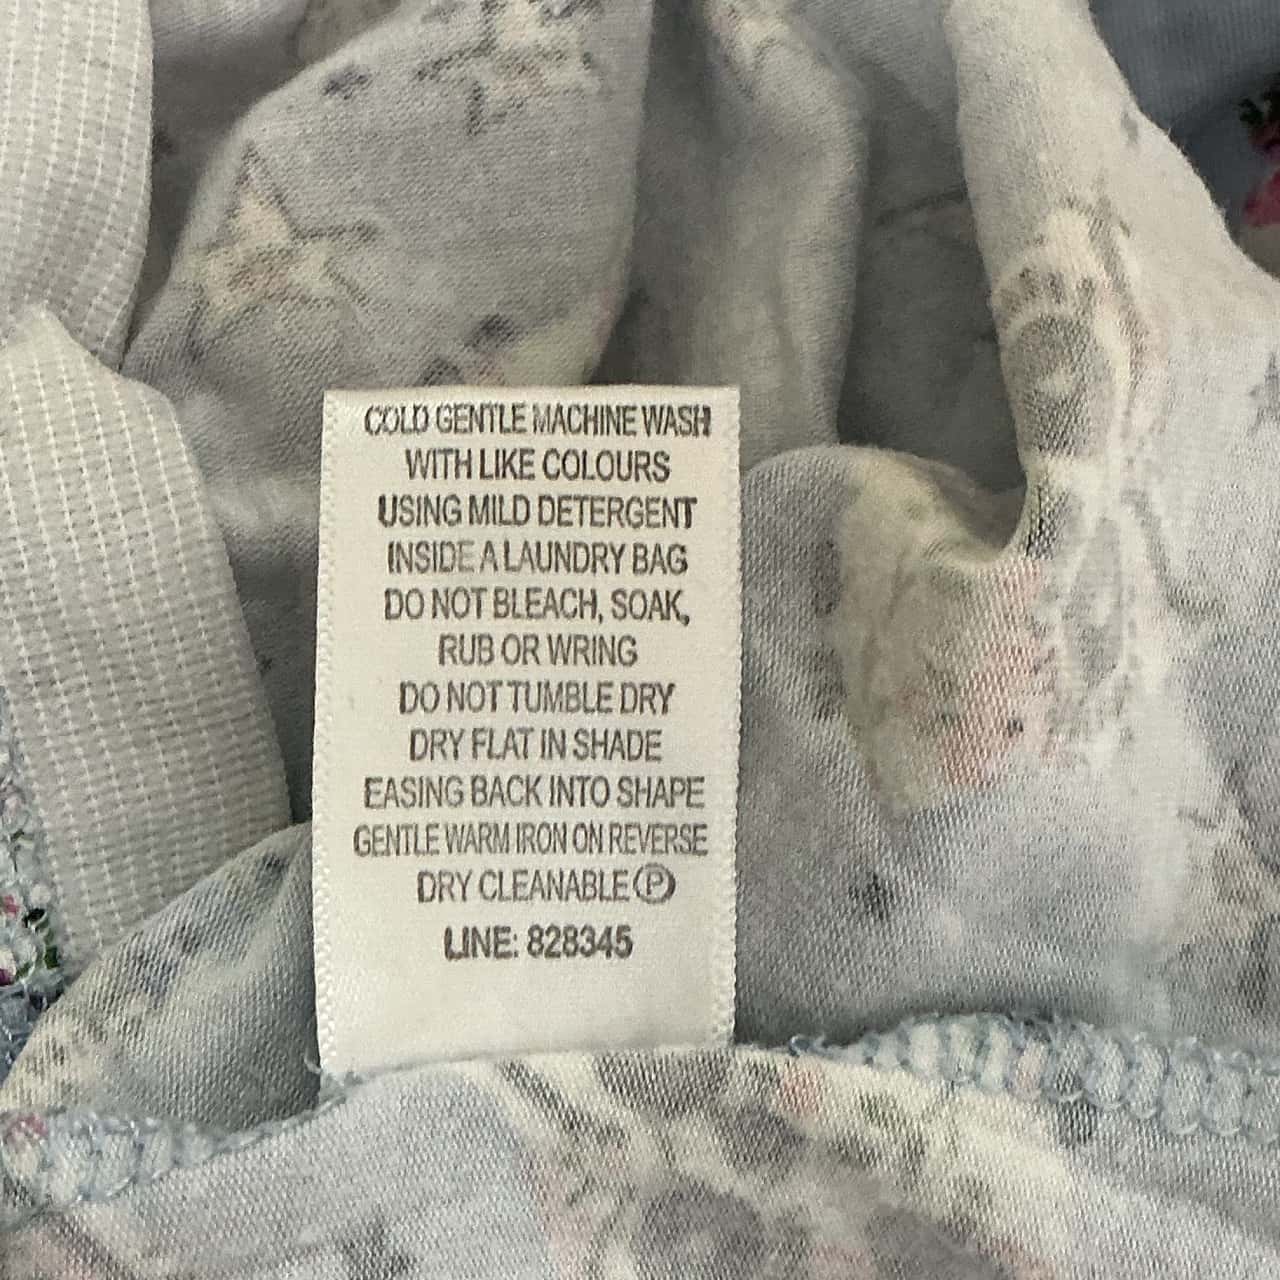 COLD GENTLE MACHINE WASH
WITH LIKE COLOURS
USING MILD DETERGENT
INSIDE A LAUNDRY BAG
DO NOT BLEACH, SOAK,
RUB OR WRING
DO NOT TUMBLE DRY
DRY FLAT IN SHADE
EASING BACK INTO SHAPE
GENTLE WARM IRON ON REVERSE
DRY CLEANABLE Ⓟ
LINE: 828345